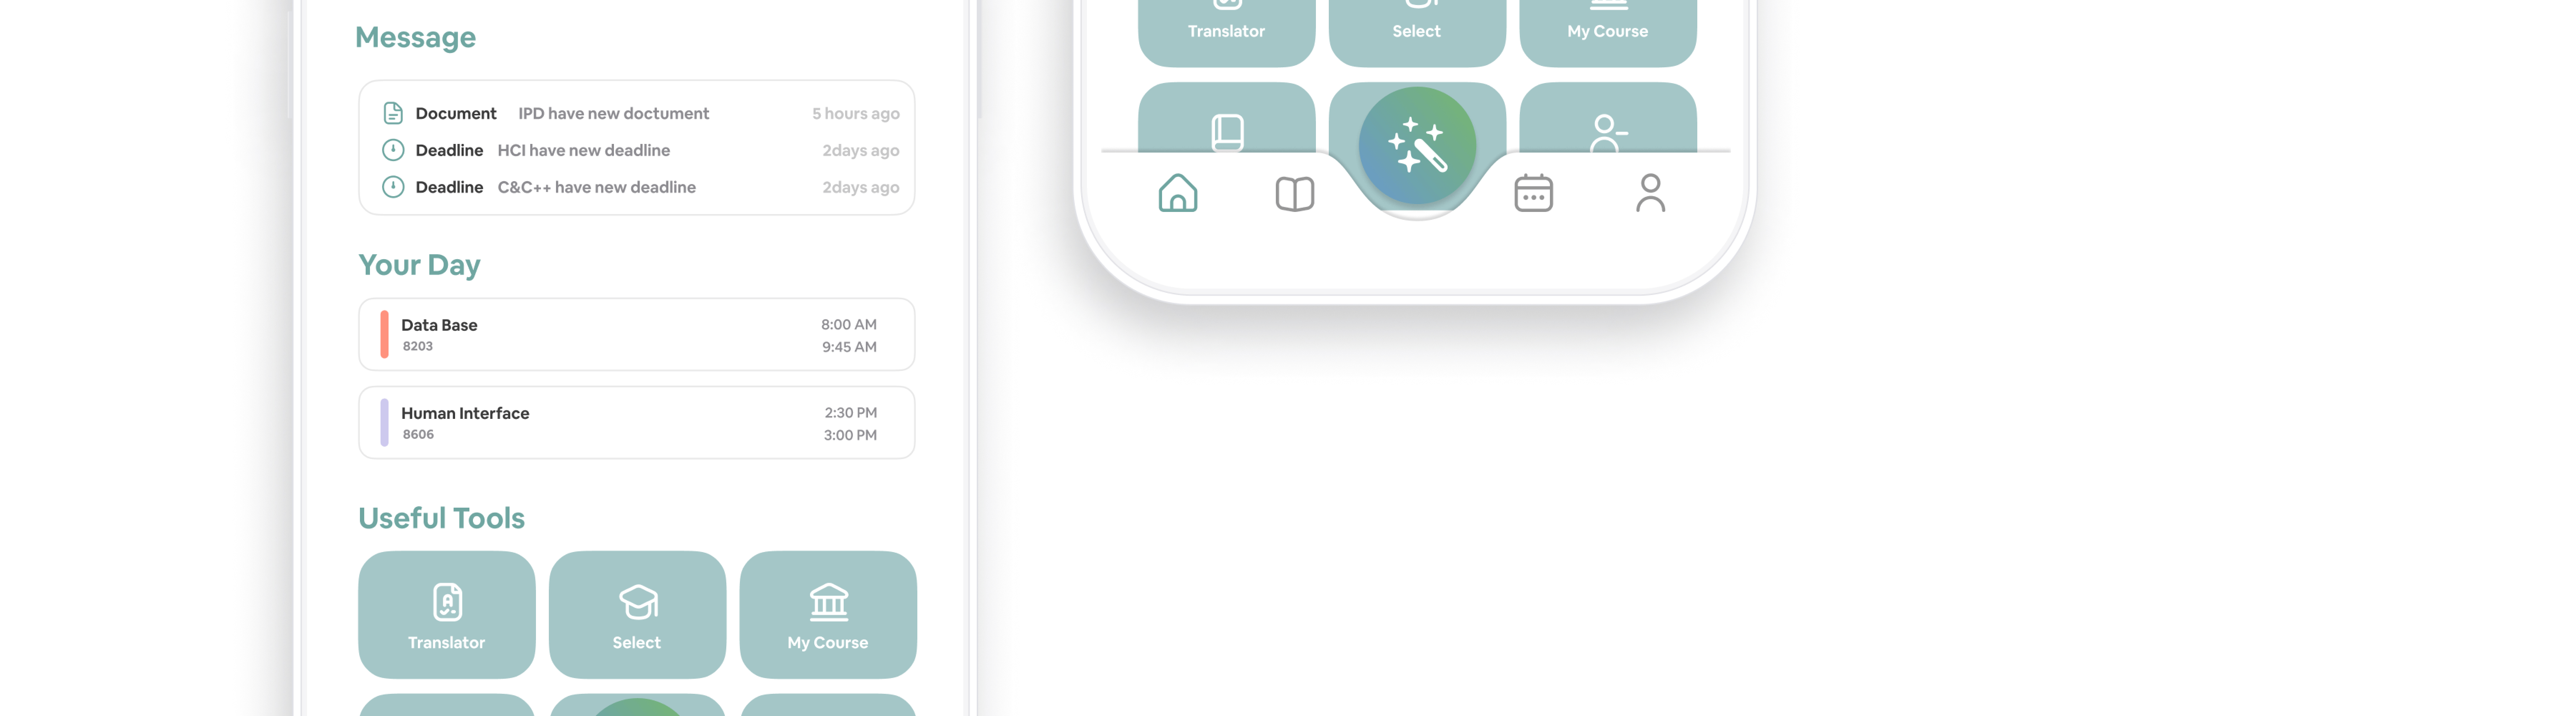 Message
Document IPD have new doctument 5 hours ago
Deadline HCI have new deadline 2days ago
Deadline C&C++ have new deadline 2days ago
Your Day
Data Base 8:00 AM
8203 9:45 AM
Human Interface 2:30 PM
8606 3:00 PM
Useful Tools
Translator Select My Course
Translator Select My Course